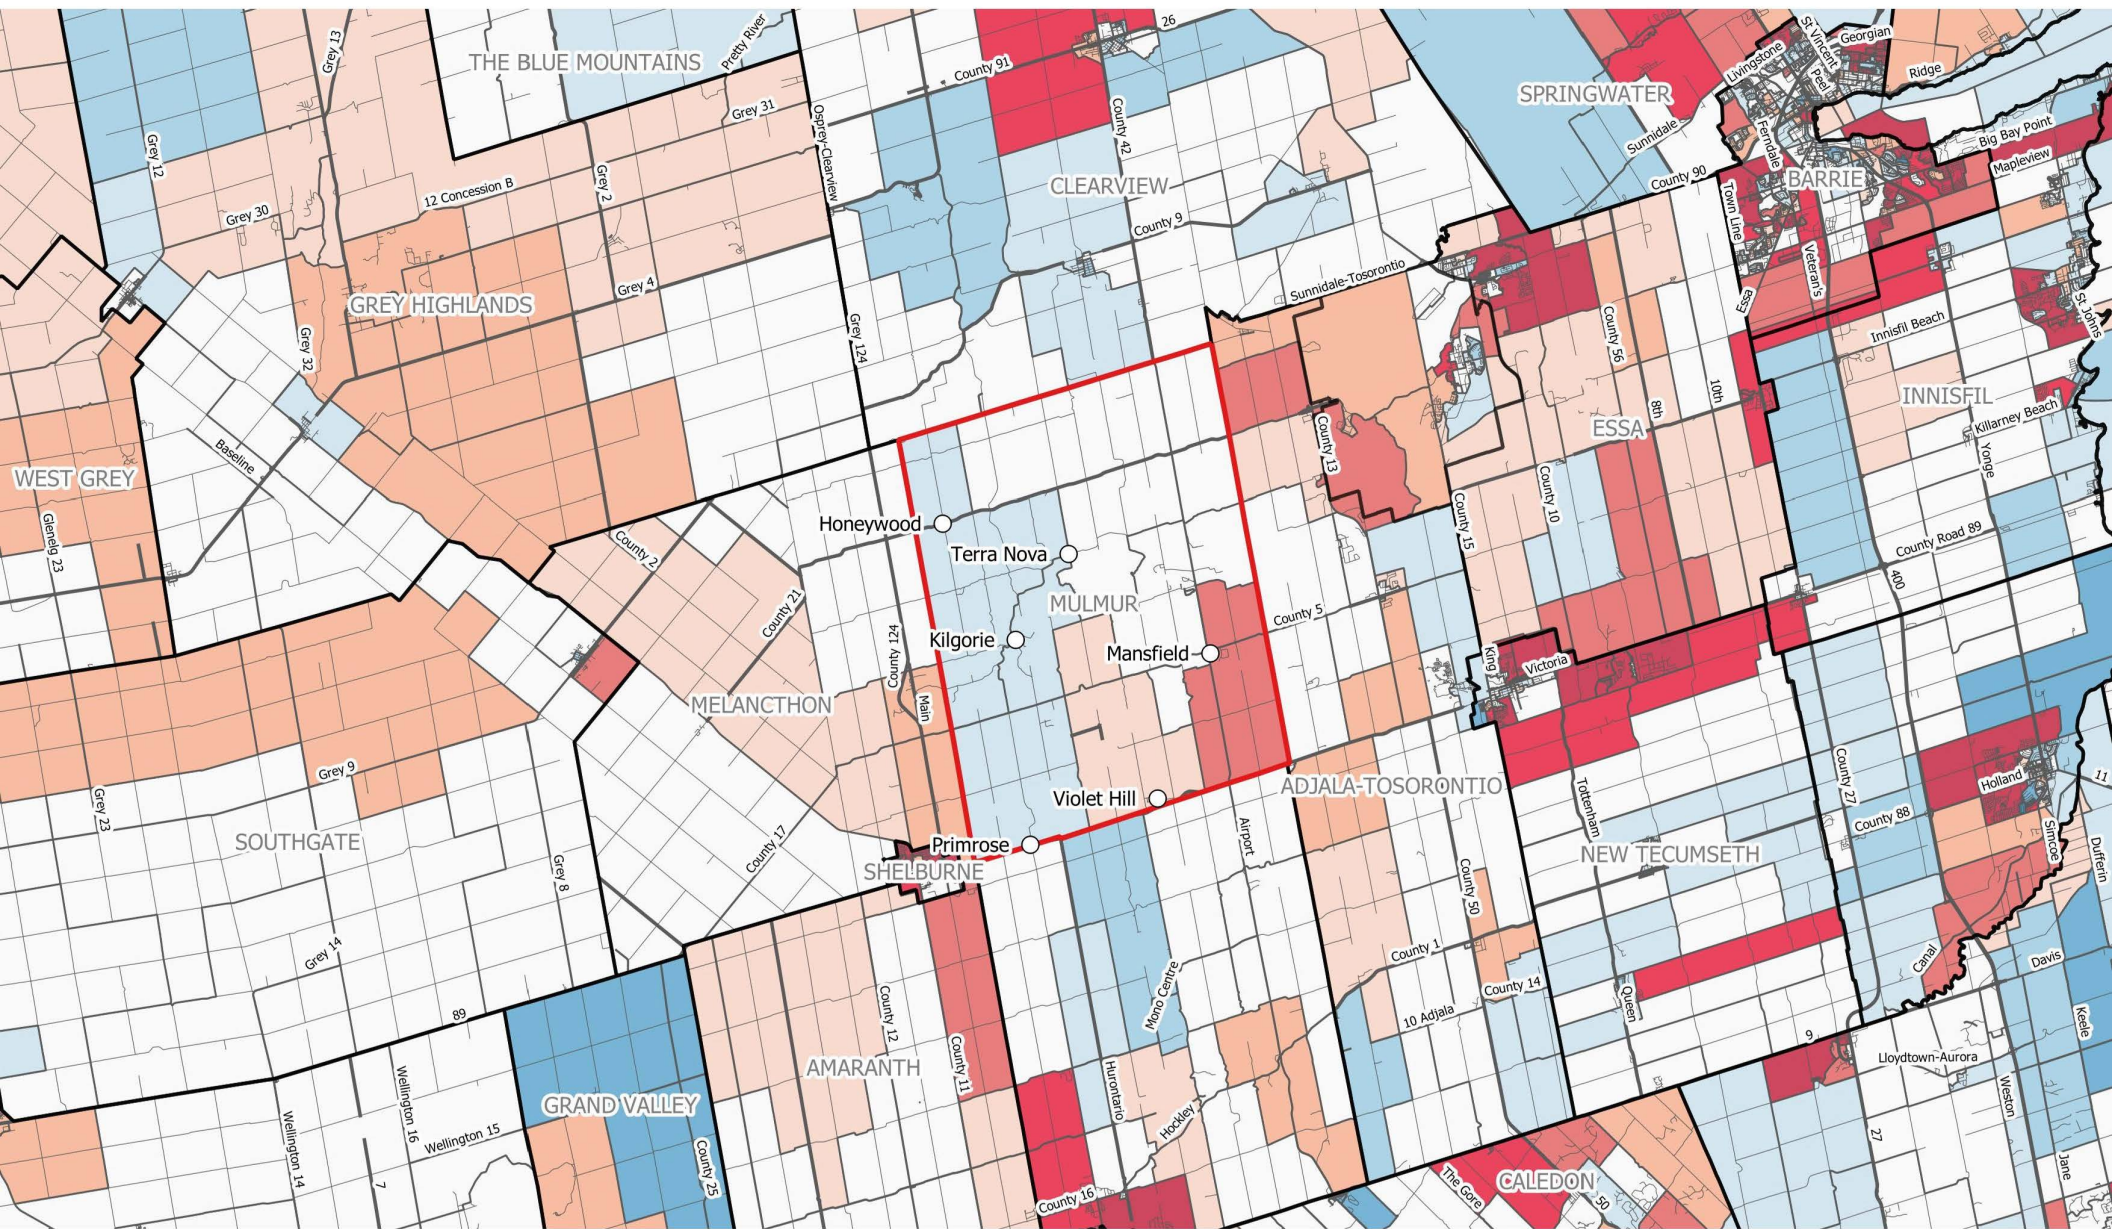 THE BLUE MOUNTAINS
Pretty River
Grey 13
26
County 91
Georgian
St Vincent
Livingstone
Peel
Ridge
SPRINGWATER
Grey 31
Osprey-Clearview
County 42
Sunnidale
Ferndale
Big Bay Point
Mapleview
Grey 12
Grey 2
12 Concession B
Grey 30
CLEARVIEW
County 90
BARRIE
Town Line
County 9
Veteran's
Sunnidale-Tosorontio
Grey 4
GREY HIGHLANDS
Essa
St Johns
Grey 32
Grey 124
County 56
Innisfil Beach
10th
8th
INNISFIL
Killarney Beach
ESSA
County 13
Baseline
WEST GREY
Yonge
County 10
Glenelg 23
County 15
Honeywood
County Road 89
Terra Nova
County 2
400
MULMUR
County 21
County 5
Kilgorie
Mansfield
County 124
King
Victoria
MELANCTHON
Main
Grey 9
County 27
Holland
11
Violet Hill
ADJALA-TOSORONTIO
Grey 23
Tottenham
County 88
SOUTHGATE
County 17
Primrose
Airport
SHELBURNE
NEW TECUMSETH
Simcoe
Dufferin
Grey 8
County 50
Grey 14
County 1
Canal
Davis
Mono Centre
County 14
Queen
89
County 12
10 Adjala
Keele
9
County 11
Lloydtown-Aurora
AMARANTH
Wellington 16
Hurontario
GRAND VALLEY
Weston
Hockley
Wellington 14
Wellington 15
27
County 25
7
Jane
The Gore
CALEDON
County 16
50